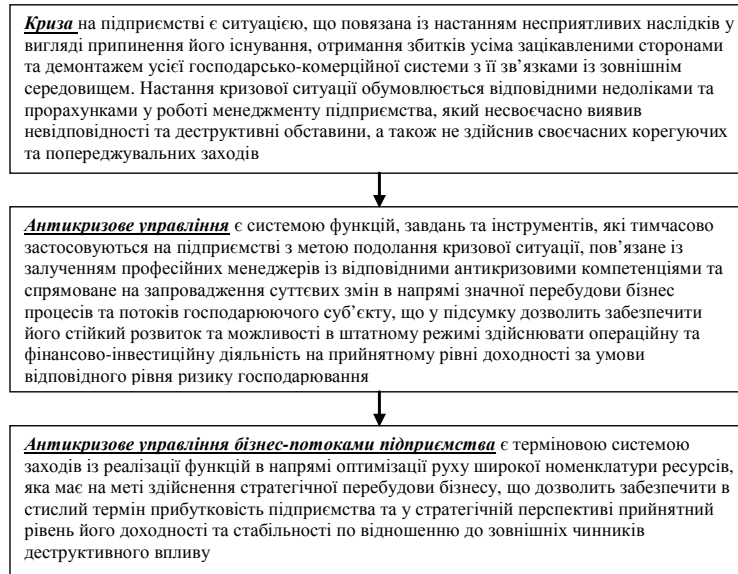 Криза на підприємстві є ситуацією, що повязана із настанням несприятливих наслідків у
вигляді припинення його існування, отримання збитків усіма зацікавленими сторонами
та демонтажем усієї господарсько-комерційної системи з її зв’язками із зовнішнім
середовищем. Настання кризової ситуації обумовлюється відповідними недоліками та
прорахунками у роботі менеджменту підприємства, який несвоєчасно виявив
невідповідності та деструктивні обставини, а також не здійснив своєчасних корегуючих
та попереджувальних заходів
Антикризове управління є системою функцій, завдань та інструментів, які тимчасово
застосовуються на підприємстві з метою подолання кризової ситуації, пов’язане із
залученням професійних менеджерів із відповідними антикризовими компетенціями та
спрямоване на запровадження суттєвих змін в напрямі значної перебудови бізнес
процесів та потоків господарюючого суб’єкту, що у підсумку дозволить забезпечити
його стійкий розвиток та можливості в штатному режимі здійснювати операційну та
фінансово-інвестиційну діяльність на прийнятному рівні доходності за умови
відповідного рівня ризику господарювання
Антикризове управління бізнес-потоками підприємства є терміновою системою
заходів із реалізації функцій в напрямі оптимізації руху широкої номенклатури ресурсів,
яка має на меті здійснення стратегічної перебудови бізнесу, що дозволить забезпечити в
стислий термін прибутковість підприємства та у стратегічній перспективі прийнятний
рівень його доходності та стабільності по відношенню до зовнішніх чинників
деструктивного впливу